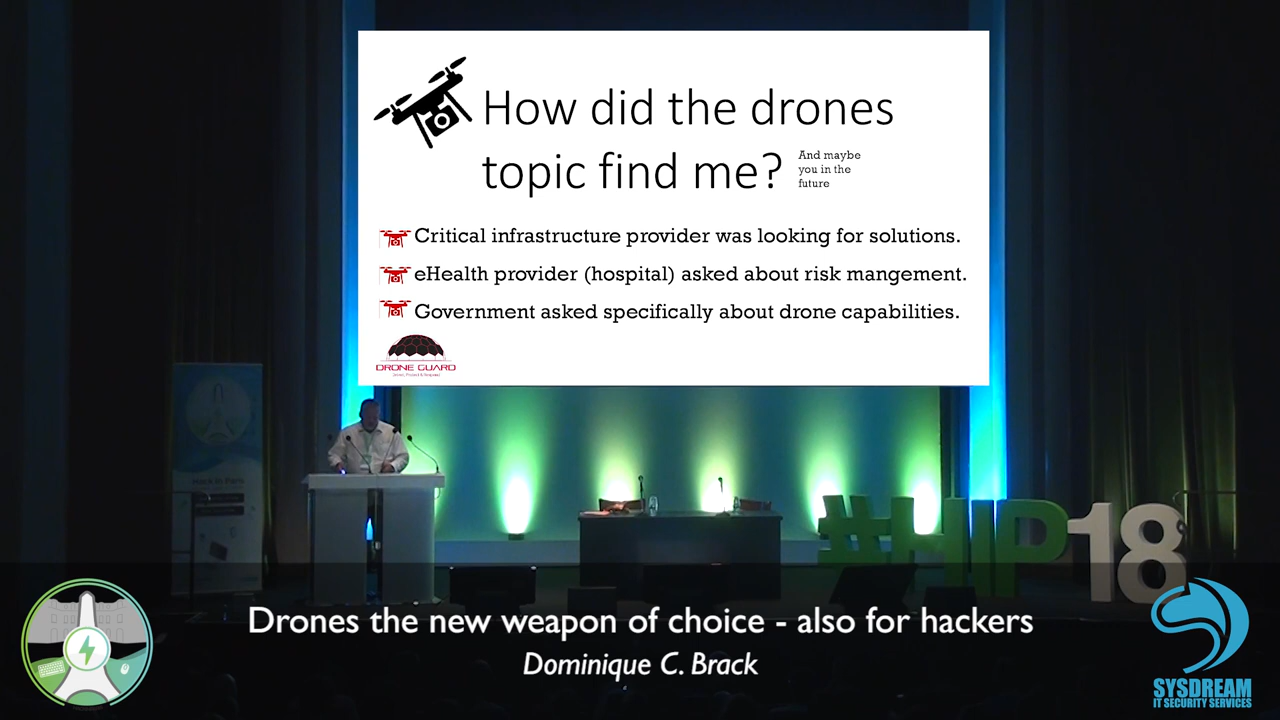 How did the drones
topic find me?
And maybe
you in the
future
Critical infrastructure provider was looking for solutions.
eHealth provider (hospital) asked about risk mangement.
Government asked specifically about drone capabilities.
DRONE GUARD
#HIP18
Drones the new weapon of choice - also for hackers
Dominique C. Brack
SYSDREAM
IT SECURITY SERVICES